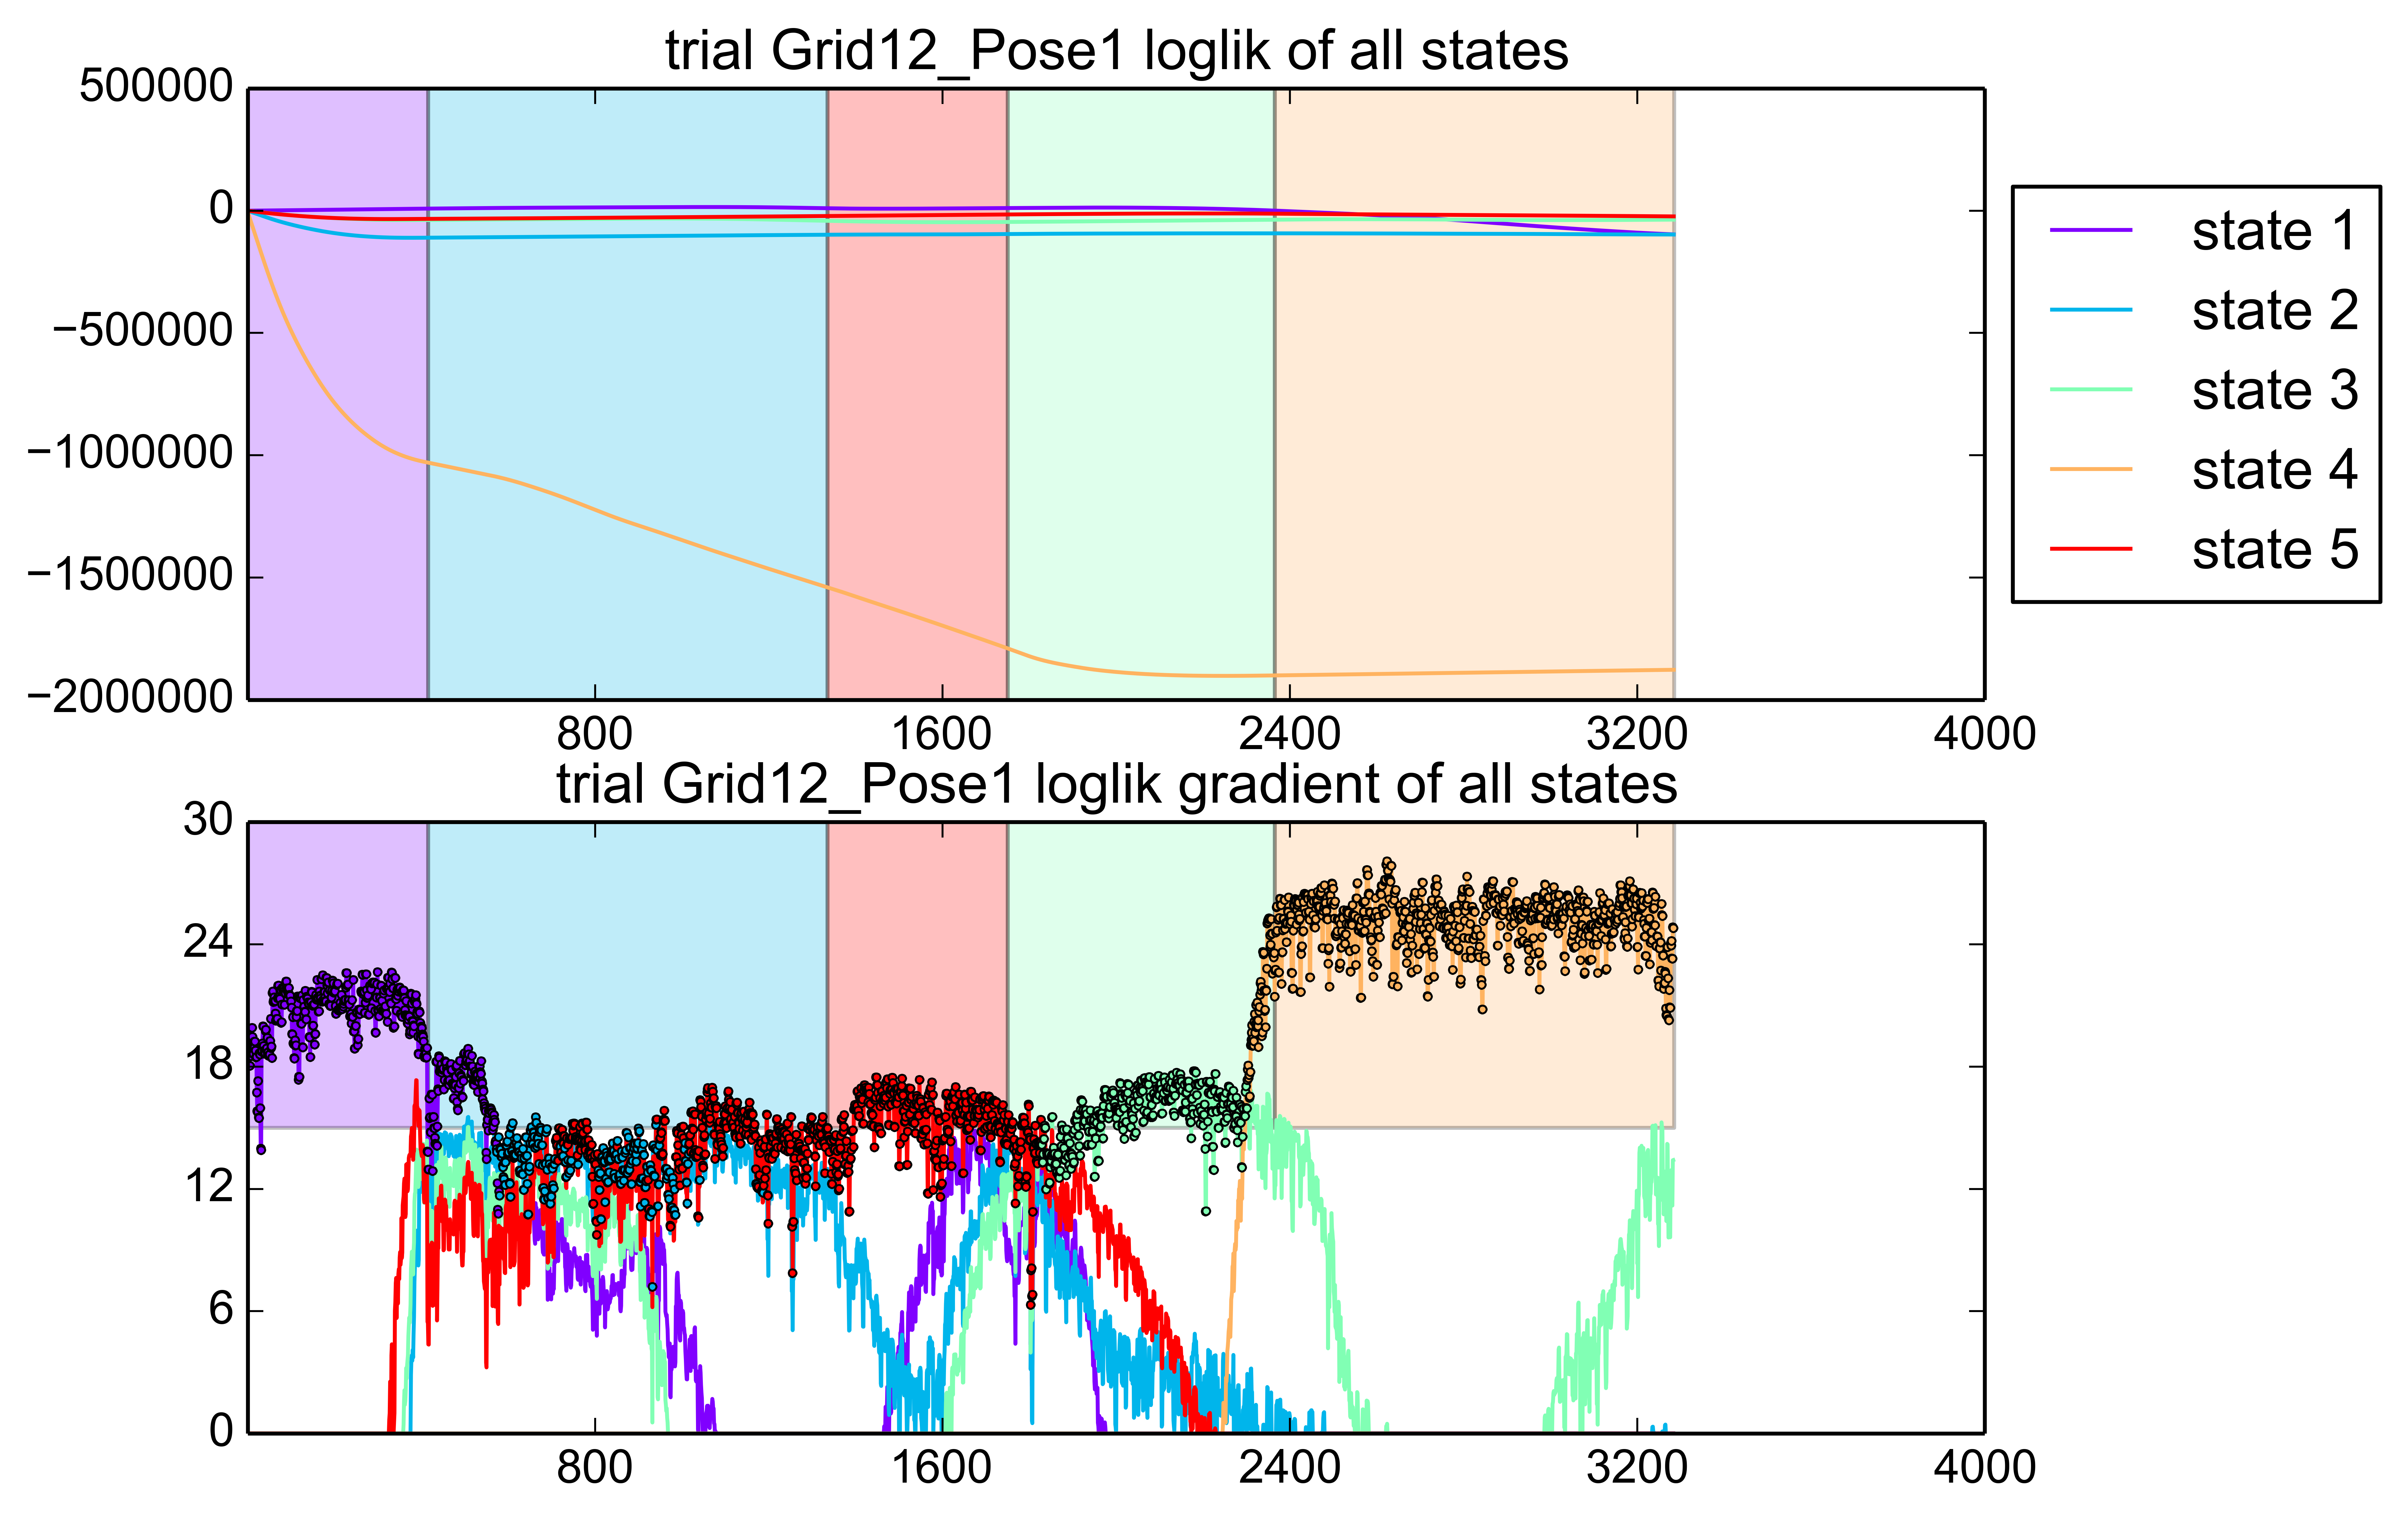 trial Grid12_Pose1 loglik of all states
500000
0
−500000
−1000000
−1500000
−2000000
800 1600 2400 3200 4000
state 1
state 2
state 3
state 4
state 5
trial Grid12_Pose1 loglik gradient of all states
30
24
18
12
6
0
800 1600 2400 3200 4000